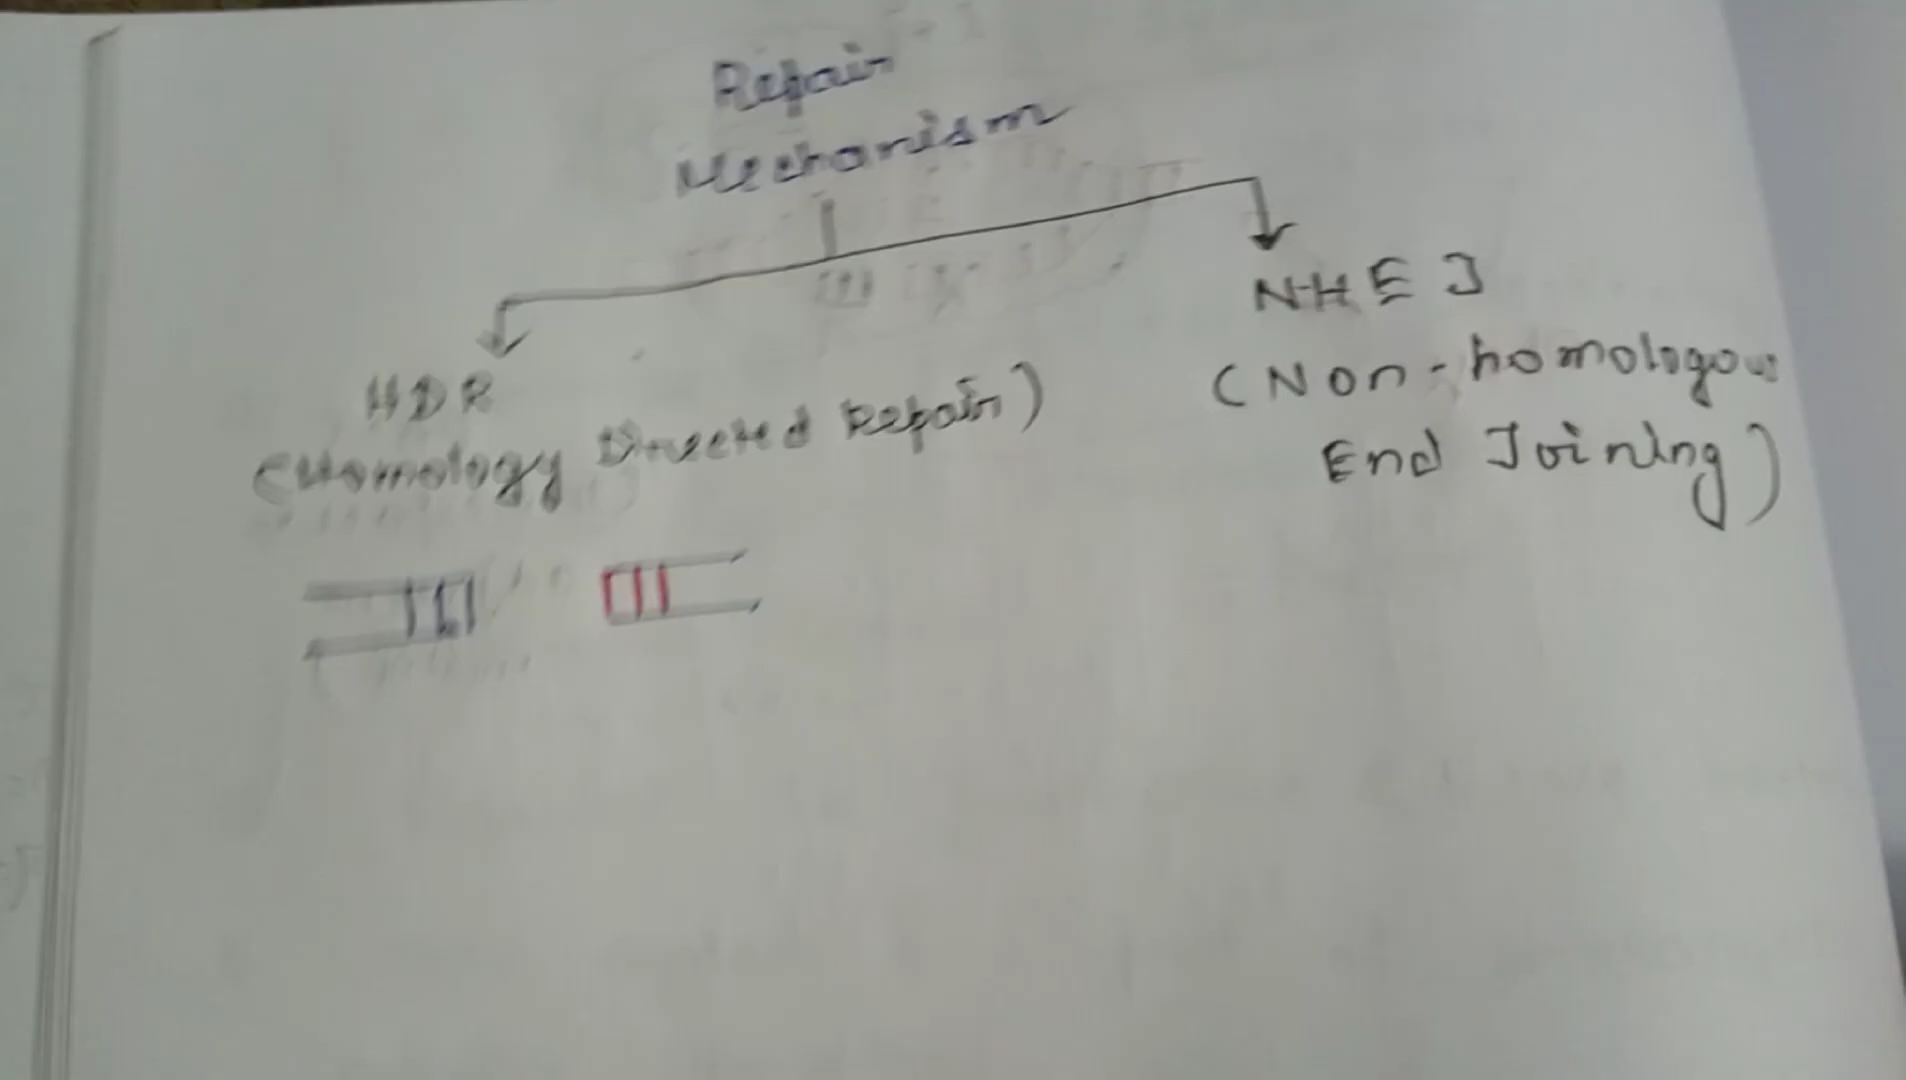 Repair
Mechanism
HDR
(Homology Directed Repair)
NHEJ
(Non-homologous
End Joining)